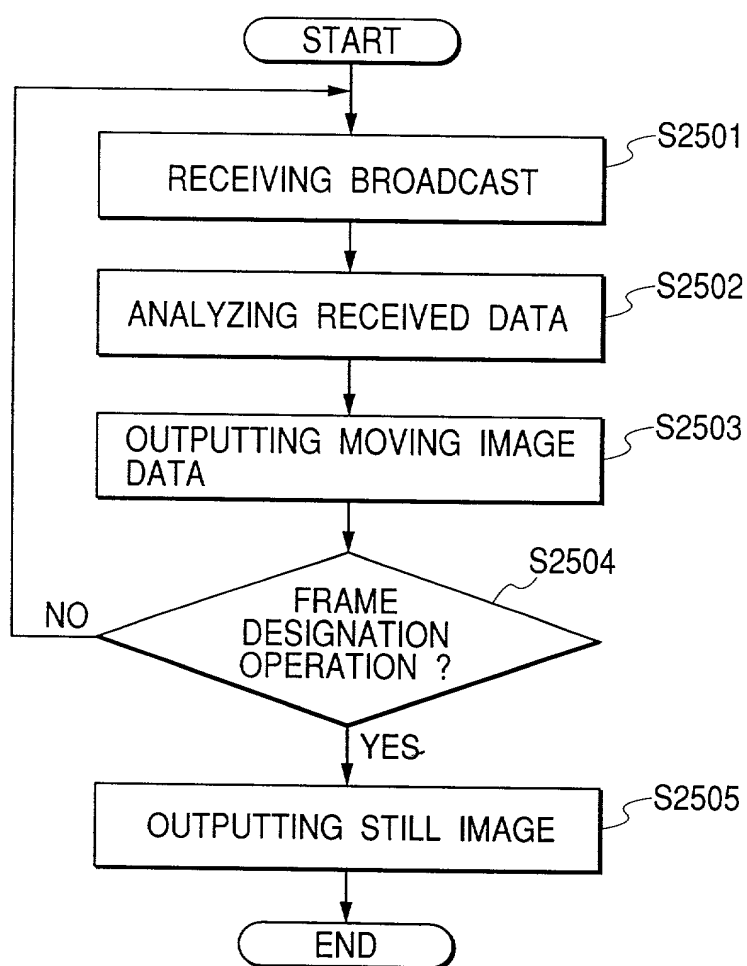 START
S2501
RECEIVING BROADCAST
S2502
ANALYZING RECEIVED DATA
S2503
OUTPUTTING MOVING IMAGE
DATA
S2504
FRAME
DESIGNATION
OPERATION ?
NO
YES
S2505
OUTPUTTING STILL IMAGE
END